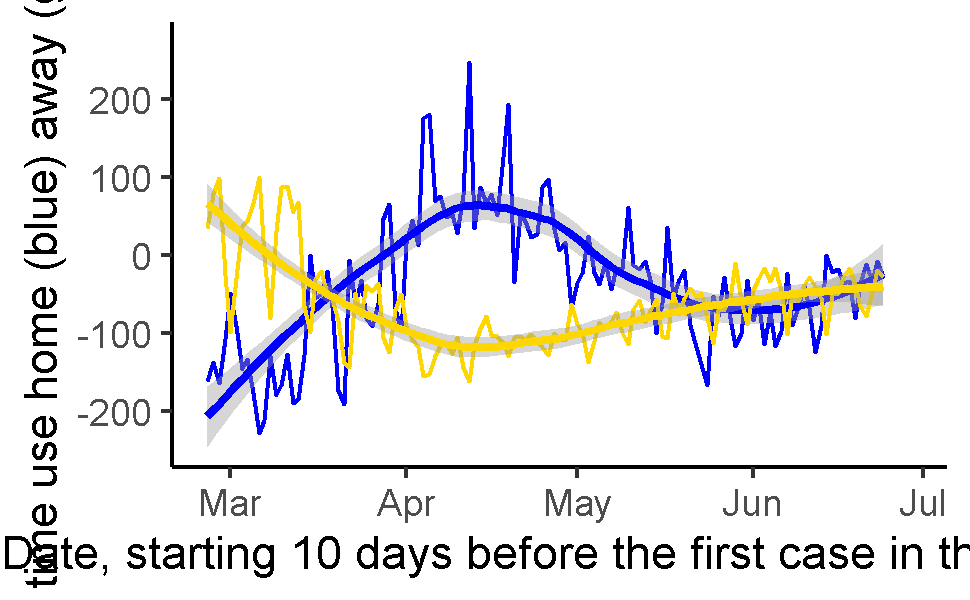 time use home (blue) away (
200
100
0
-100
-200
Mar Apr May Jun Jul
Date, starting 10 days before the first case in th